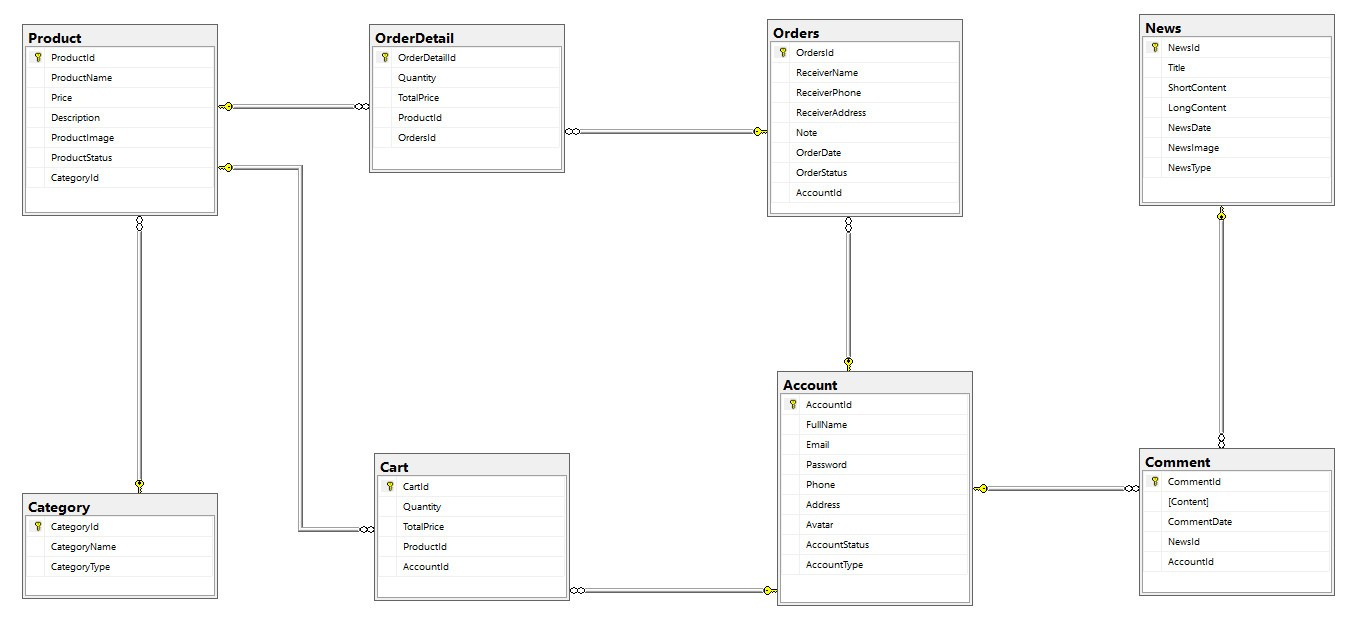 Product
ProductId
ProductName
Price
Description
ProductImage
ProductStatus
CategoryId
OrderDetail
OrderDetailId
Quantity
TotalPrice
ProductId
OrdersId
Orders
OrdersId
ReceiverName
ReceiverPhone
ReceiverAddress
Note
OrderDate
OrderStatus
AccountId
News
NewsId
Title
ShortContent
LongContent
NewsDate
NewsImage
NewsType
Category
CategoryId
CategoryName
CategoryType
Cart
CartId
Quantity
TotalPrice
ProductId
AccountId
Account
AccountId
FullName
Email
Password
Phone
Address
Avatar
AccountStatus
AccountType
Comment
CommentId
[Content]
CommentDate
NewsId
AccountId